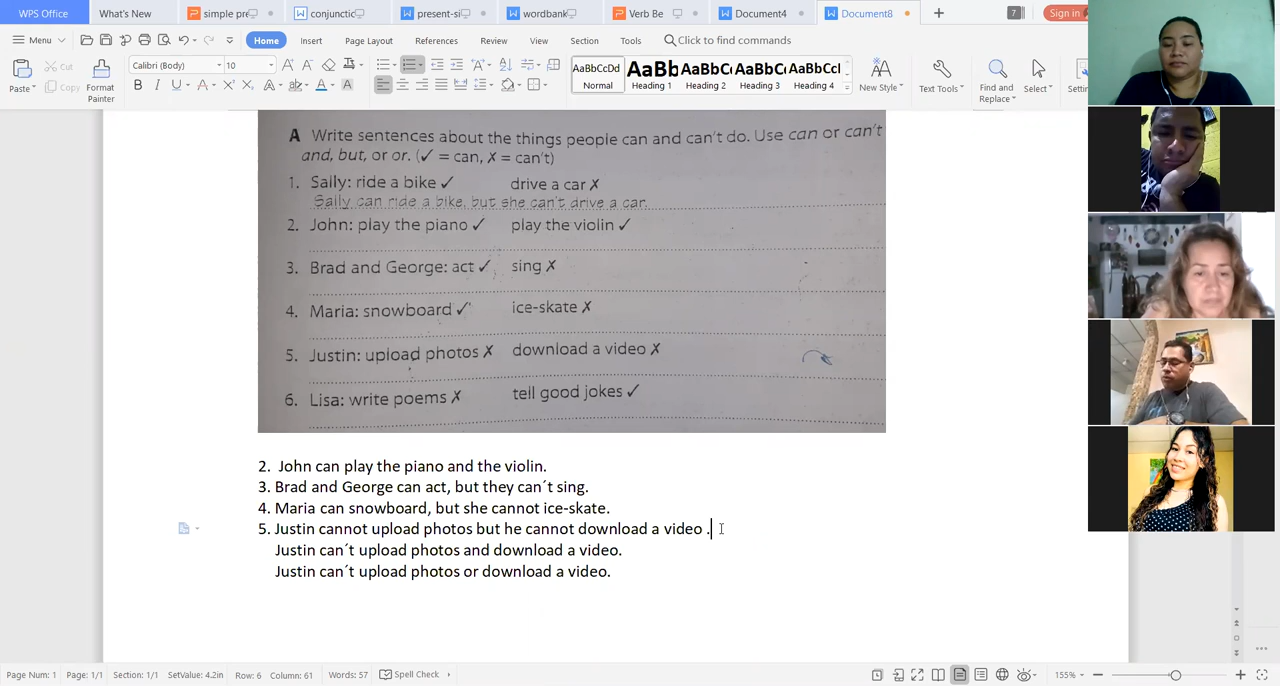 WPS Office What's New simple pre conjunctic present-si wordbank Verb Be Document4 Document8 7 Sign in
Menu Home Insert Page Layout References Review View Section Tools Click to find commands
Calibri (Body) 10
AaBbCcDd AaBb AaBbC AaBbC AaBbCcI
Paste Cut Copy Format Painter B I U Normal Heading 1 Heading 2 Heading 3 Heading 4 New Style Text Tools Find and Replace Select
A Write sentences about the things people can and can't do. Use can or can't
and, but, or or. (✓ = can, ✗ = can't)
1. Sally: ride a bike ✓ drive a car ✗
Sally can ride a bike, but she can't drive a car.
2. John: play the piano ✓ play the violin ✓
3. Brad and George: act ✓ sing ✗
4. Maria: snowboard ✓ ice-skate ✗
5. Justin: upload photos ✗ download a video ✗
6. Lisa: write poems ✗ tell good jokes ✓
2. John can play the piano and the violin.
3. Brad and George can act, but they can´t sing.
4. Maria can snowboard, but she cannot ice-skate.
5. Justin cannot upload photos but he cannot download a video .
Justin can´t upload photos and download a video.
Justin can´t upload photos or download a video.
Page Num: 1 Page: 1/1 Section: 1/1 SetValue: 4.2in Row: 6 Column: 61 Words: 57 Spell Check 155%